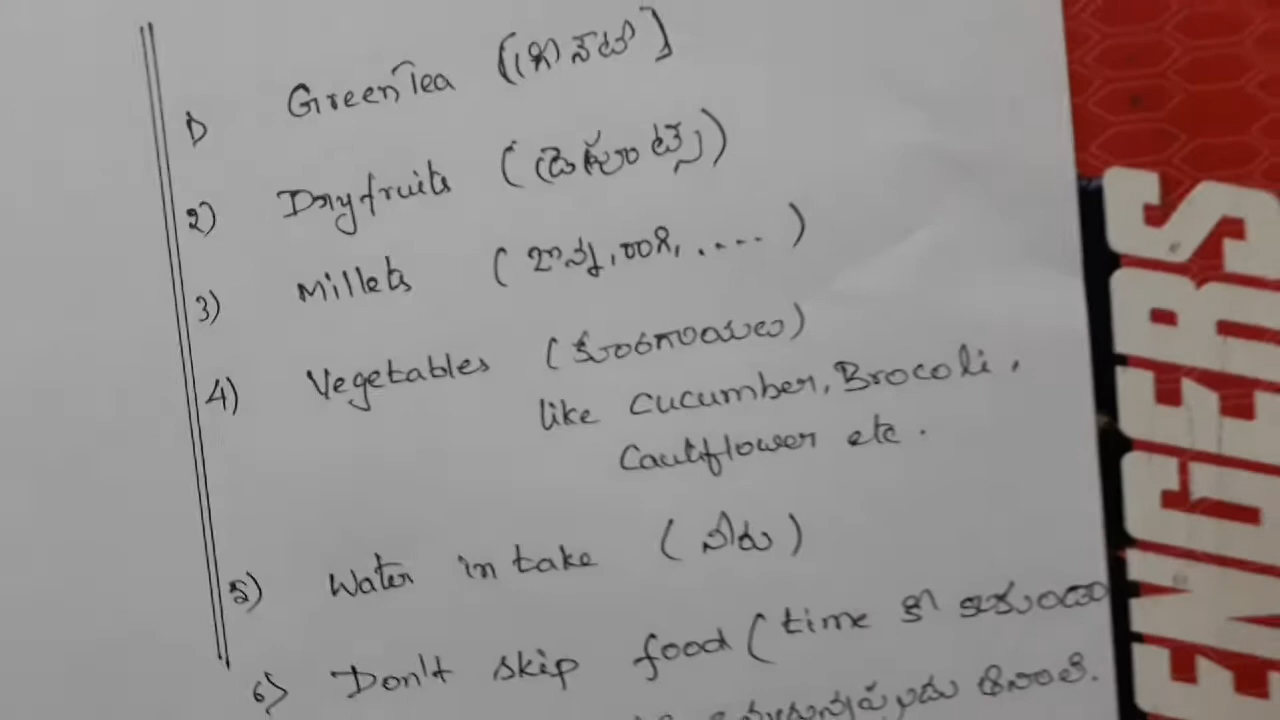 1) Green Tea (గ్రీన్ టీ)
2) Dryfruits (డ్రైఫ్రూట్స్)
3) Millets (జొన్న, రాగి, ....)
4) Vegetables (కూరగాయలు)
like cucumber, Brocoli,
Cauliflower etc.
5) Water intake (నీరు)
6) Don't skip food (time కి
తినాలి.
ENGERS